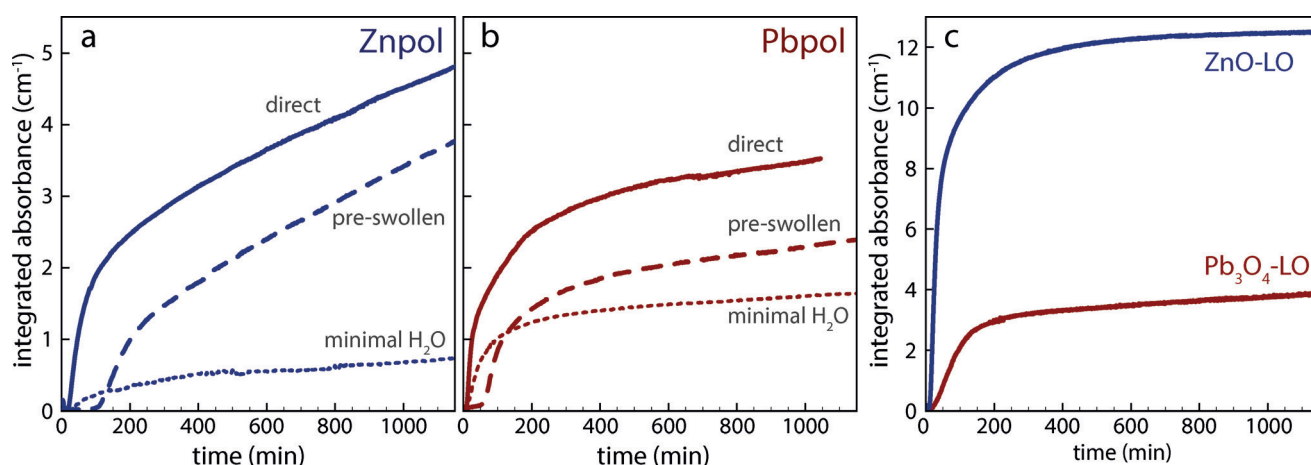 a
Znpol
integrated absorbance (cm⁻¹)
5
4
3
2
1
0
direct
pre-swollen
minimal H₂O
0 200 400 600 800 1000
time (min)
b
Pbpol
direct
pre-swollen
minimal H₂O
0 200 400 600 800 1000
time (min)
c
integrated absorbance (cm⁻¹)
12
10
8
6
4
2
0
ZnO-LO
Pb₃O₄-LO
0 200 400 600 800 1000
time (min)